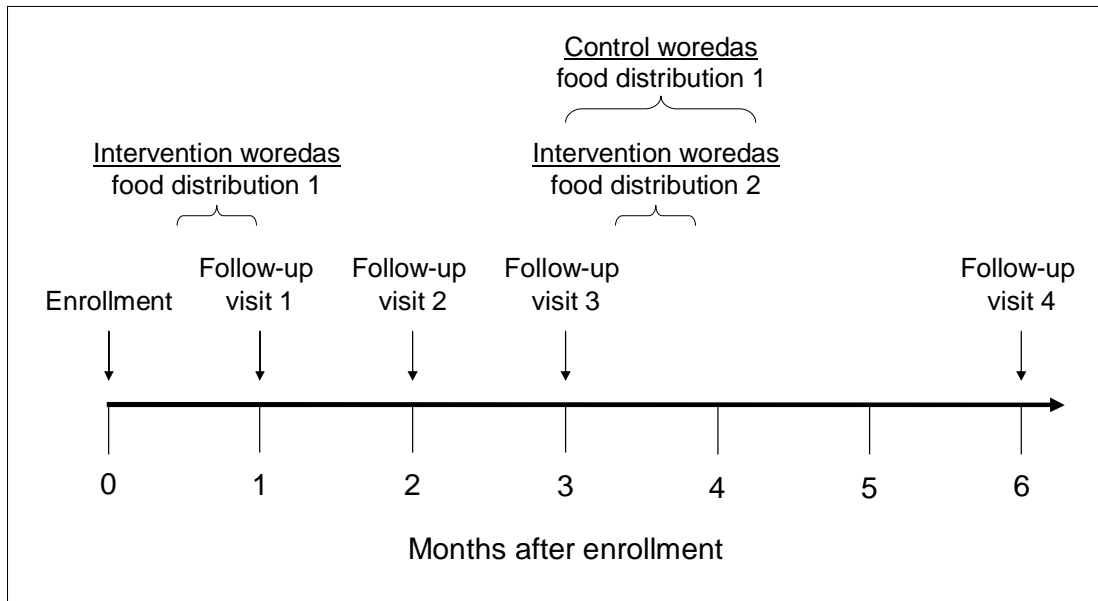 Control woredas
food distribution 1
Intervention woredas
food distribution 1
Intervention woredas
food distribution 2
Enrollment
Follow-up
visit 1
Follow-up
visit 2
Follow-up
visit 3
Follow-up
visit 4
0
1
2
3
4
5
6
Months after enrollment